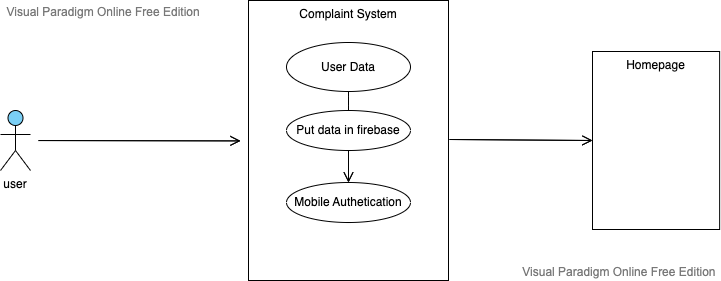 Visual Paradigm Online Free Edition
Complaint System
User Data
Homepage
Put data in firebase
user
Mobile Authetication
Visual Paradigm Online Free Edition